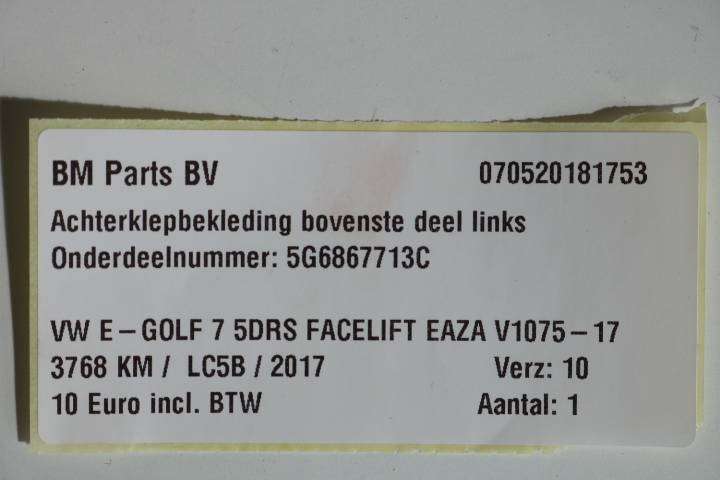 BM Parts BV 070520181753
Achterklepbekleding bovenste deel links
Onderdeelnummer: 5G6867713C
VW E-GOLF 7 5DRS FACELIFT EAZA V1075-17
3768 KM / LC5B / 2017 Verz: 10
10 Euro incl. BTW Aantal: 1